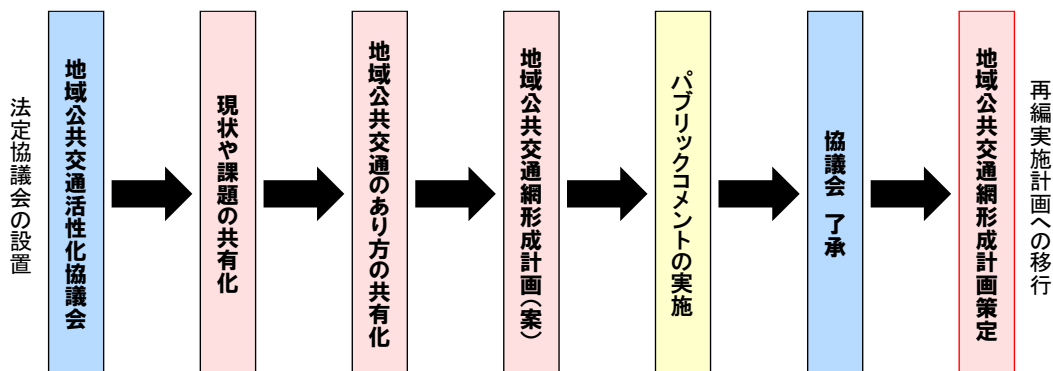 法定協議会の設置
地域公共交通活性化協議会
現状や課題の共有化
地域公共交通のあり方の共有化
地域公共交通網形成計画（案）
パブリックコメントの実施
協議会 了承
地域公共交通網形成計画策定
再編実施計画への移行